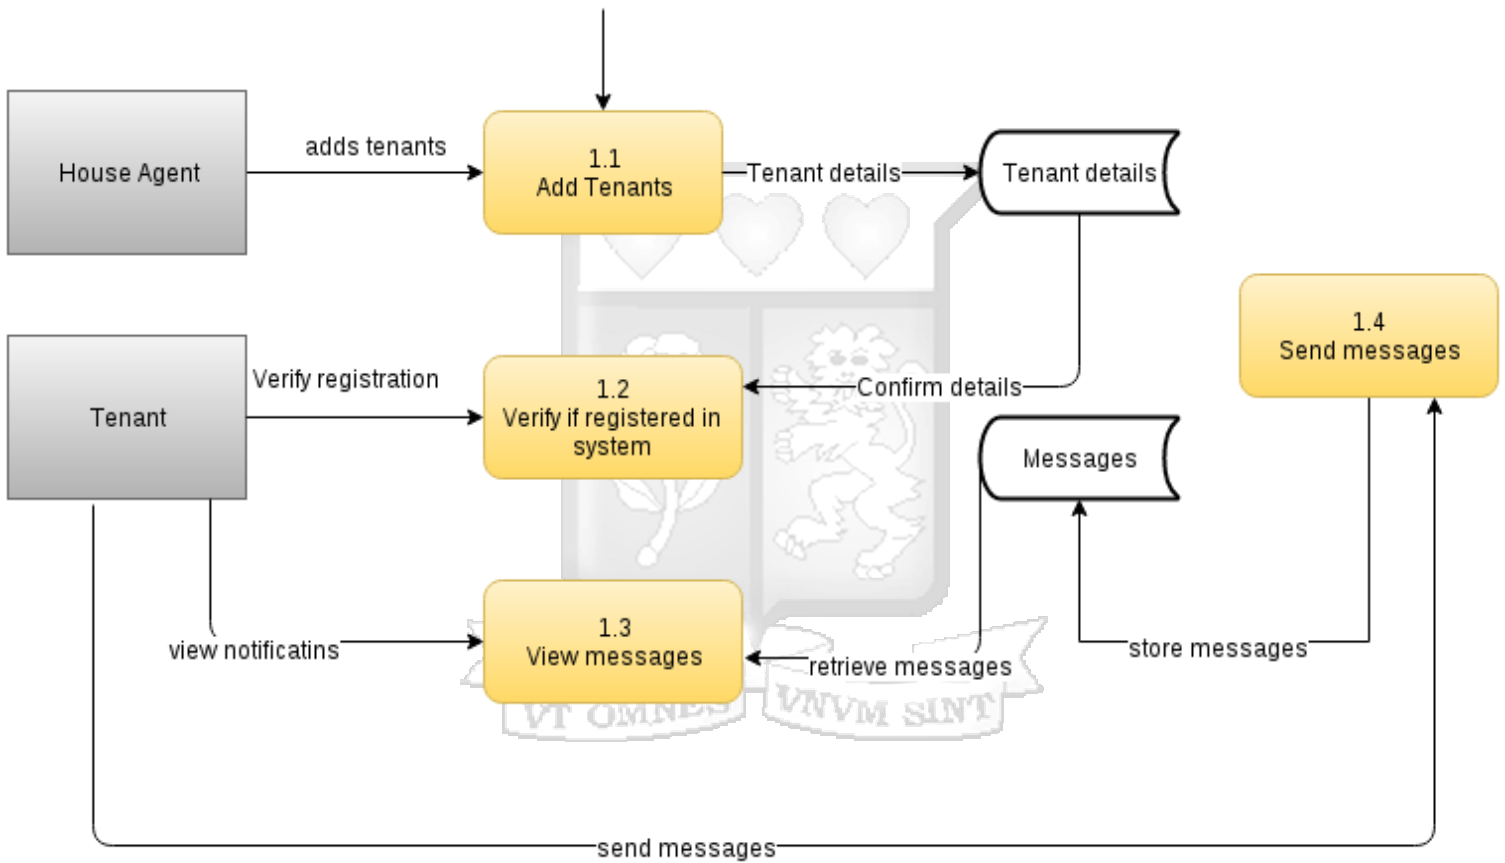 adds tenants
House Agent
1.1
Add Tenants
Tenant details
Tenant details
1.4
Send messages
Verify registration
Tenant
1.2
Verify if registered in
system
Confirm details
Messages
view notificatins
1.3
View messages
retrieve messages
store messages
VT OMNES VNVM SINT
send messages